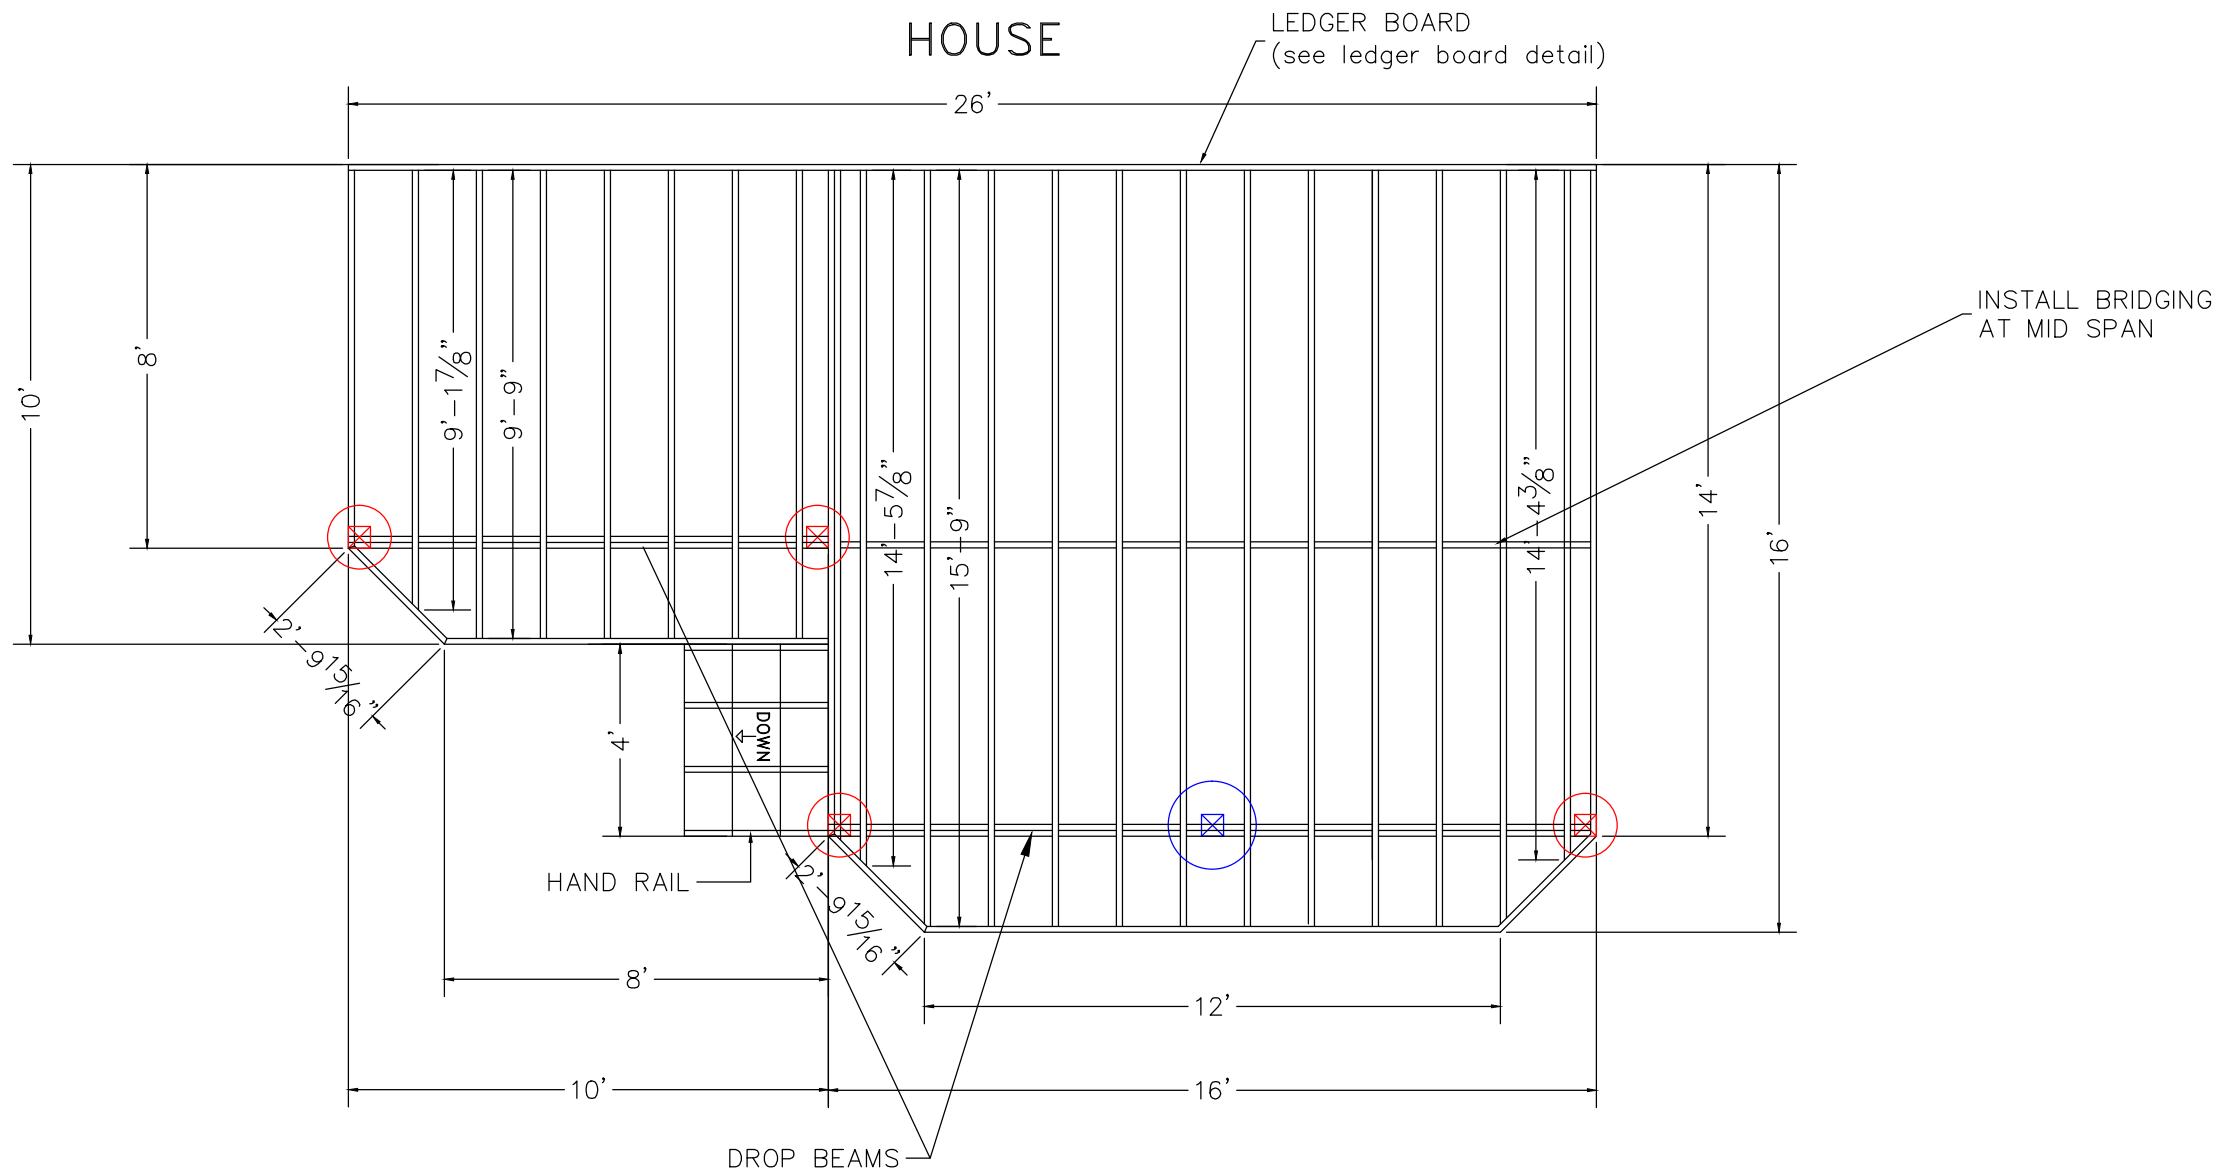 HOUSE
LEDGER BOARD
(see ledger board detail)
26'
10'
8'
9'-1 7/8"
9'-9"
14'-5 7/8"
15'-9"
14'-4 3/8"
14'
16'
INSTALL BRIDGING
AT MID SPAN
2'-9 15/16"
4'
DOWN
HAND RAIL
2'-9 15/16"
8'
12'
10'
16'
DROP BEAMS